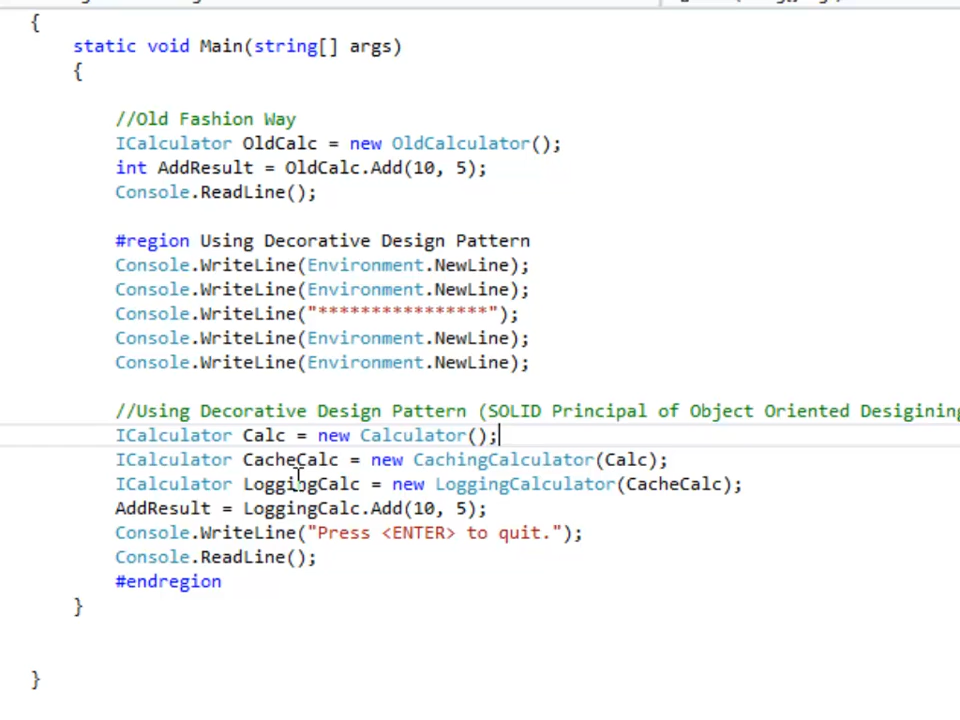 {
static void Main(string[] args)
{
//Old Fashion Way
ICalculator OldCalc = new OldCalculator();
int AddResult = OldCalc.Add(10, 5);
Console.ReadLine();
#region Using Decorative Design Pattern
Console.WriteLine(Environment.NewLine);
Console.WriteLine(Environment.NewLine);
Console.WriteLine("****************");
Console.WriteLine(Environment.NewLine);
Console.WriteLine(Environment.NewLine);
//Using Decorative Design Pattern (SOLID Principal of Object Oriented Desigining
ICalculator Calc = new Calculator();
ICalculator CacheCalc = new CachingCalculator(Calc);
ICalculator LoggingCalc = new LoggingCalculator(CacheCalc);
AddResult = LoggingCalc.Add(10, 5);
Console.WriteLine("Press <ENTER> to quit.");
Console.ReadLine();
#endregion
}
}